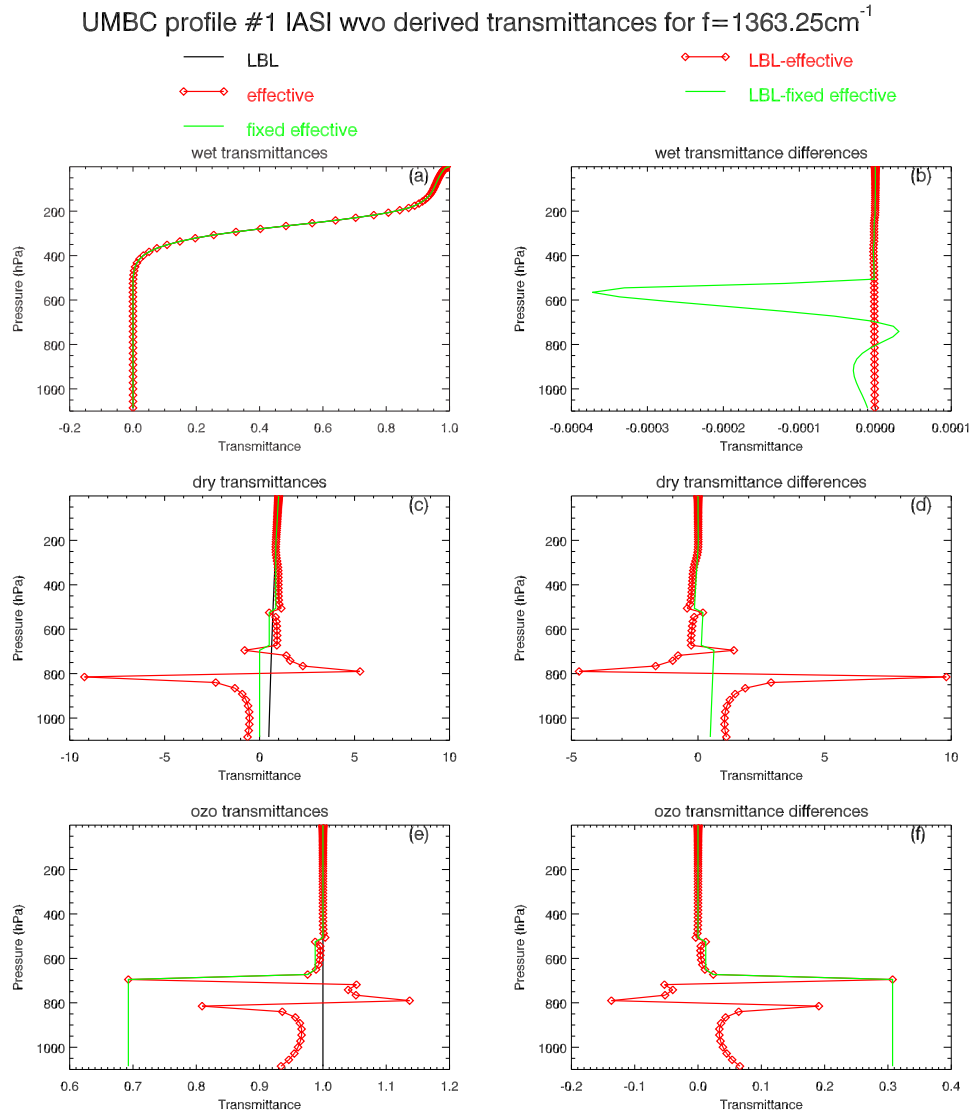 UMBC profile #1 IASI wvo derived transmittances for f=1363.25cm-1
LBL
effective
fixed effective
LBL-effective
LBL-fixed effective
wet transmittances
(a)
Pressure (hPa)
200
400
600
800
1000
-0.2 0.0 0.2 0.4 0.6 0.8 1.0
Transmittance
wet transmittance differences
(b)
Pressure (hPa)
200
400
600
800
1000
-0.0004 -0.0003 -0.0002 -0.0001 0.0000 0.0001
Transmittance
dry transmittances
(c)
Pressure (hPa)
200
400
600
800
1000
-10 -5 0 5 10
Transmittance
dry transmittance differences
(d)
Pressure (hPa)
200
400
600
800
1000
-5 0 5 10
Transmittance
ozo transmittances
(e)
Pressure (hPa)
200
400
600
800
1000
0.6 0.7 0.8 0.9 1.0 1.1 1.2
Transmittance
ozo transmittance differences
(f)
Pressure (hPa)
200
400
600
800
1000
-0.2 -0.1 0.0 0.1 0.2 0.3 0.4
Transmittance